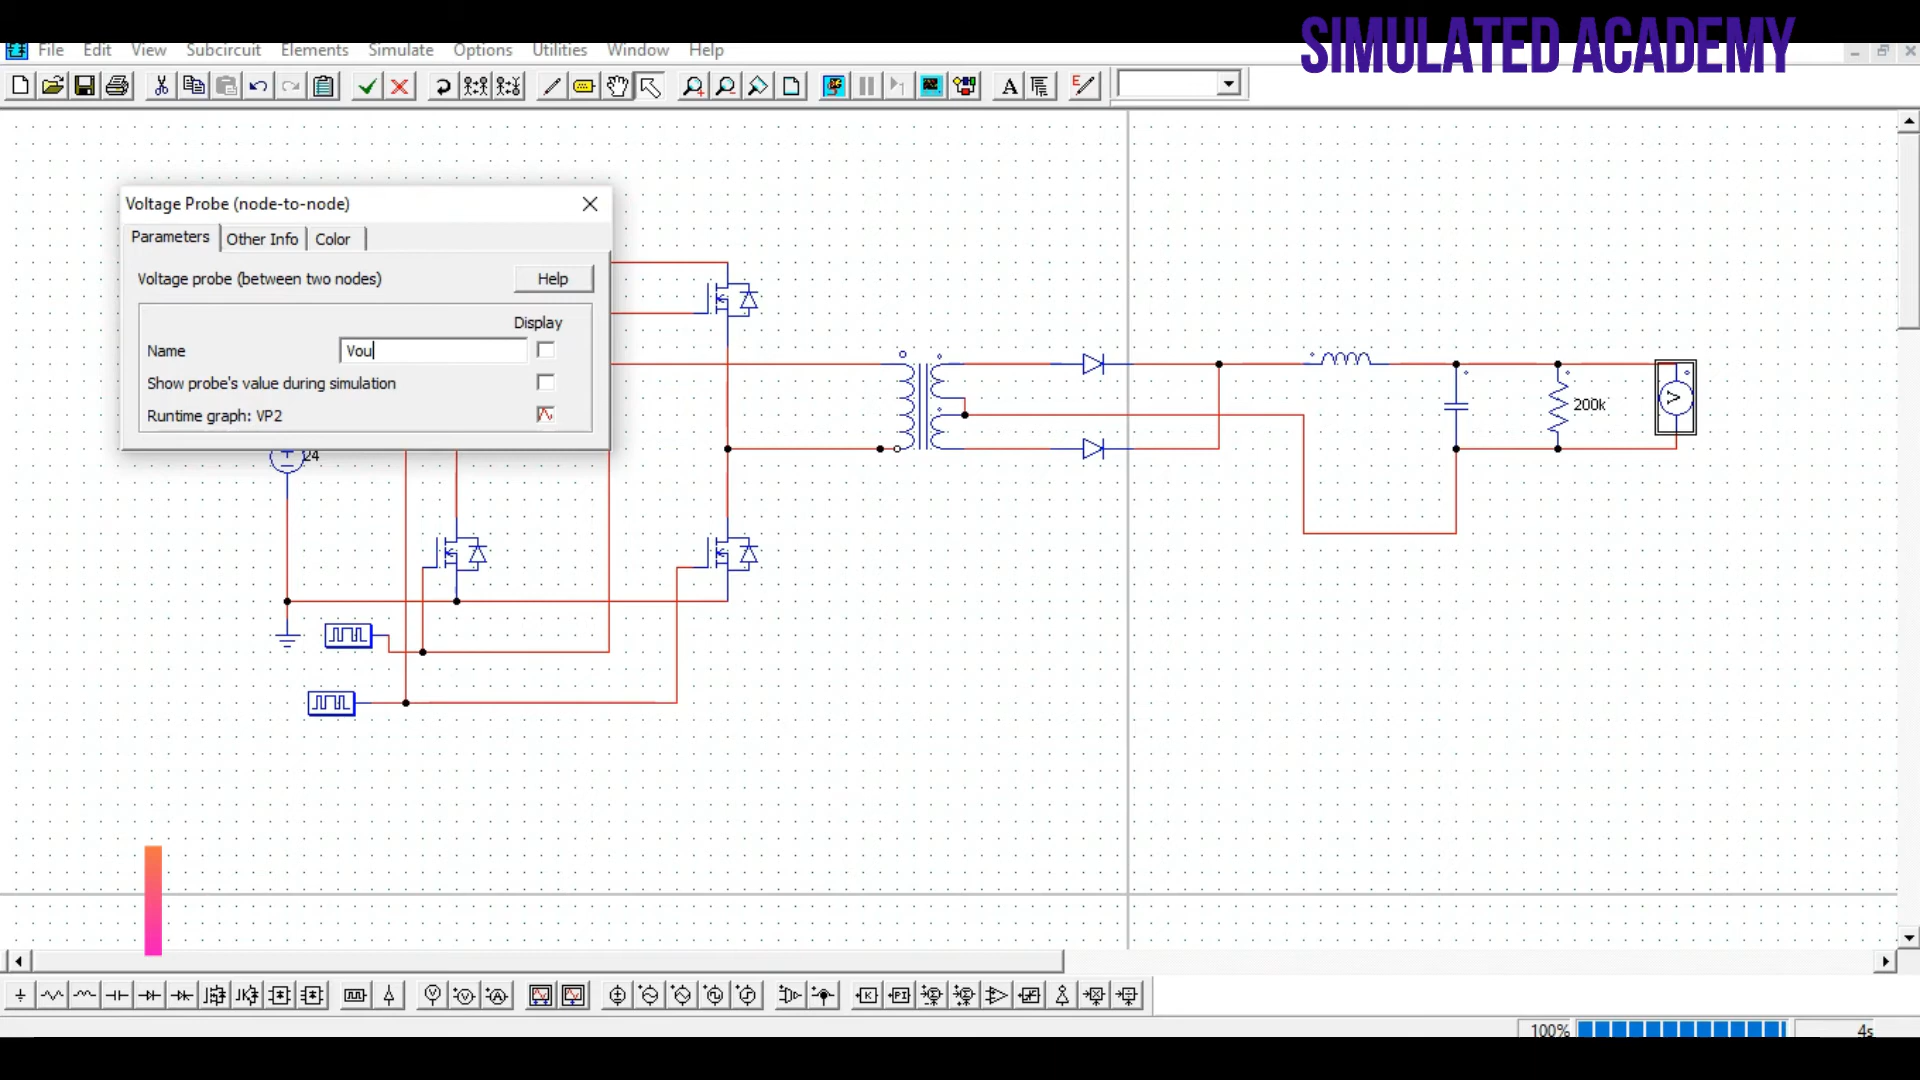 SIMULATED ACADEMY
File Edit View Subcircuit Elements Simulate Options Utilities Window Help
Voltage Probe (node-to-node)
Parameters Other Info Color
Voltage probe (between two nodes) Help
Display
Name Vou
Show probe's value during simulation
Runtime graph: VP2
24
200k
100% 4s